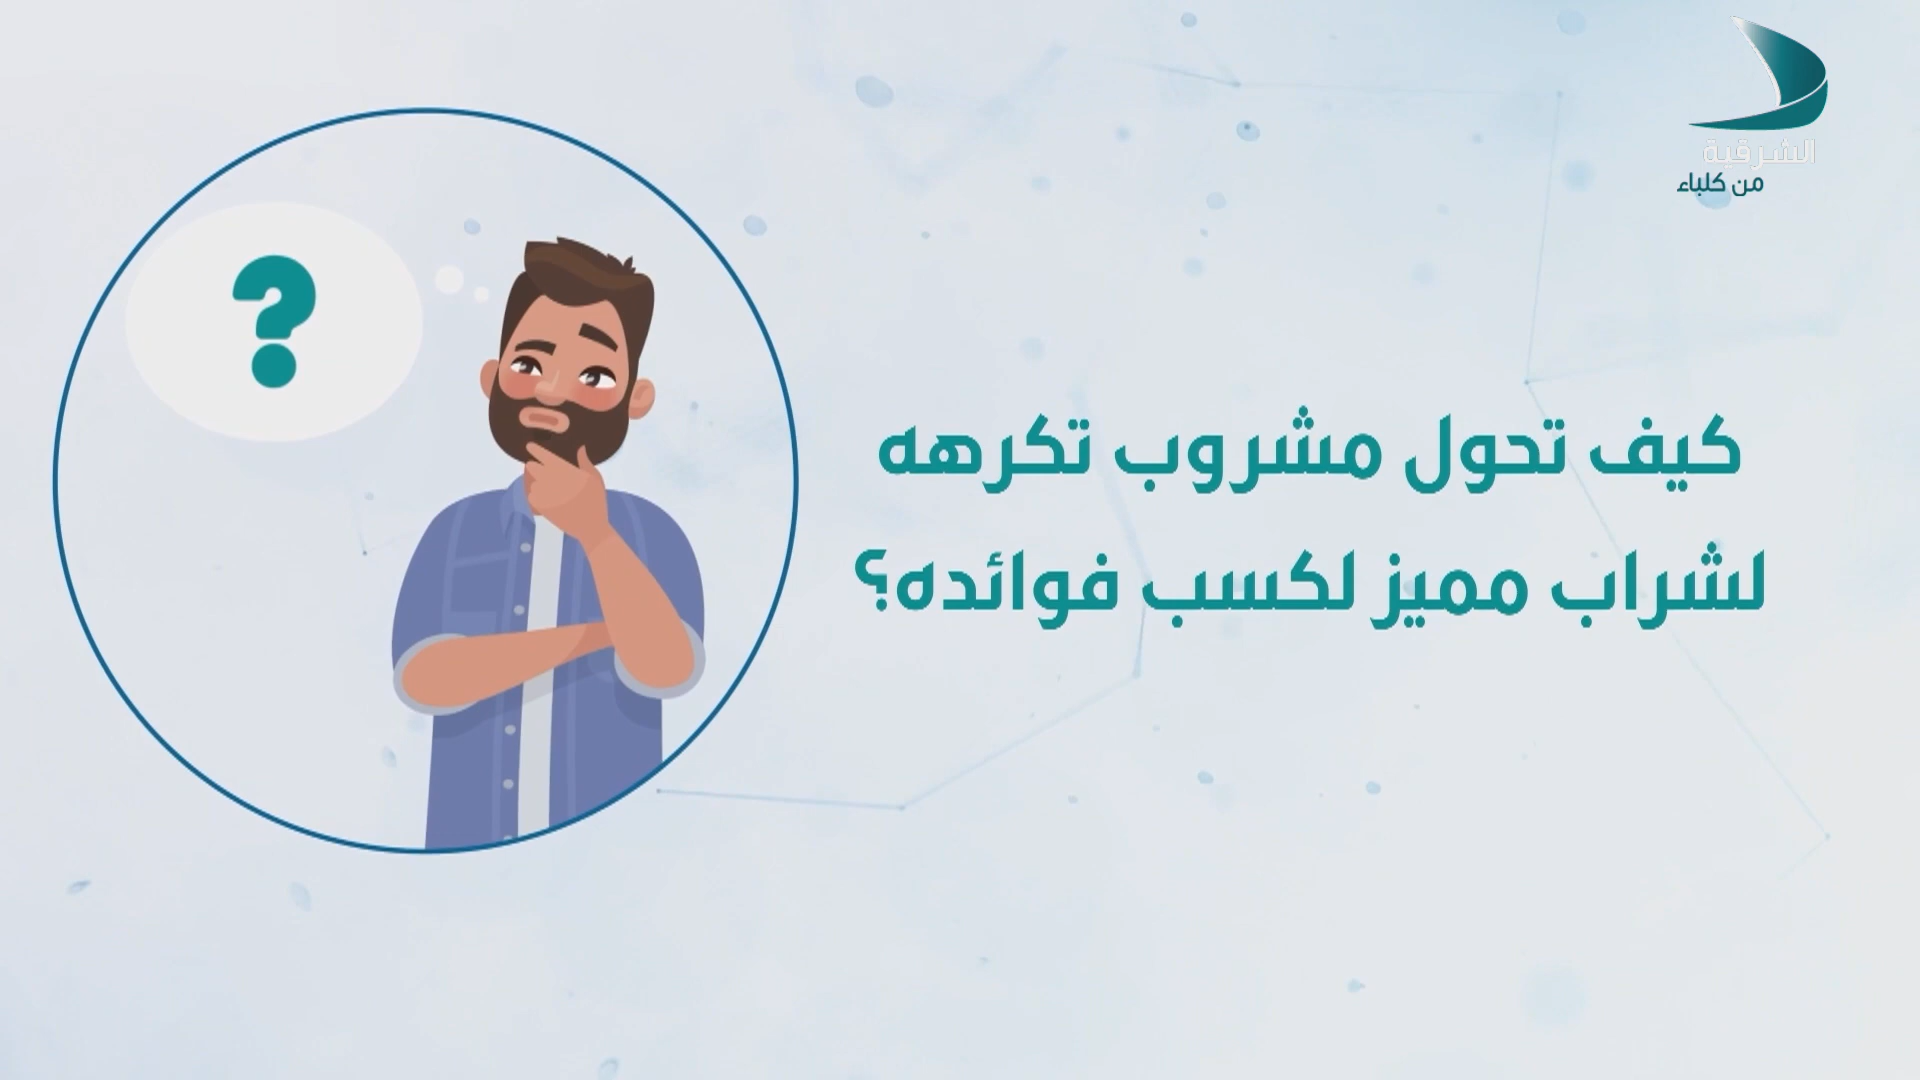 الشرقية
من كلباء
كيف تحول مشروب تكرهه
لشراب مميز لكسب فوائده؟
?